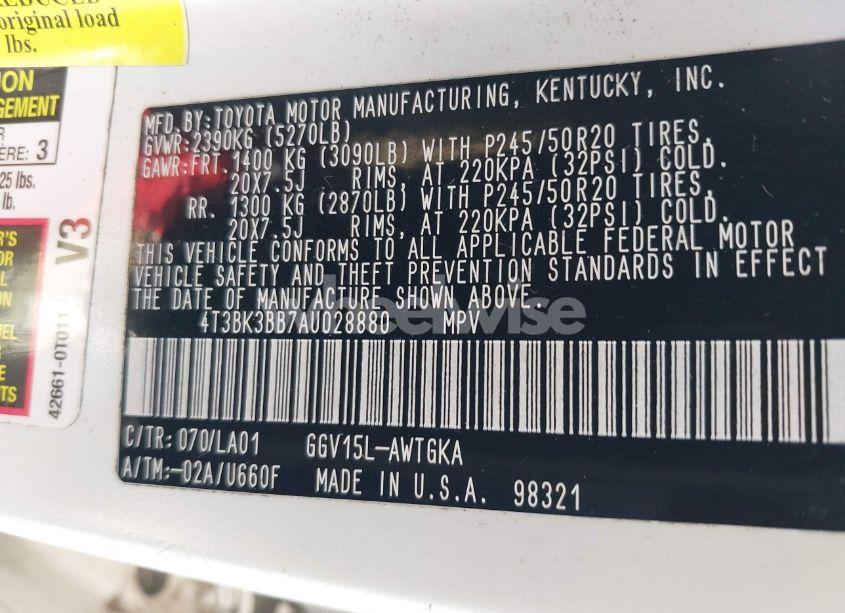 original load
lbs.
ION
GEMENT
ERE: 3
25 lbs.
lb.
V3
42661-0T011
MFD.BY:TOYOTA MOTOR MANUFACTURING, KENTUCKY, INC.
GVWR:2390KG (5270LB)
GAWR:FRT.1400 KG (3090LB) WITH P245/50R20 TIRES,
20X7.5J RIMS, AT 220KPA (32PSI) COLD.
RR. 1300 KG (2870LB) WITH P245/50R20 TIRES,
20X7.5J RIMS, AT 220KPA (32PSI) COLD.
THIS VEHICLE CONFORMS TO ALL APPLICABLE FEDERAL MOTOR
VEHICLE SAFETY AND THEFT PREVENTION STANDARDS IN EFFECT
THE DATE OF MANUFACTURE SHOWN ABOVE.
4T3BK3BB7AU028880 MPV
C/TR: 070/LA01 GGV15L-AWTGKA
A/TM:-02A/U660F MADE IN U.S.A. 98321